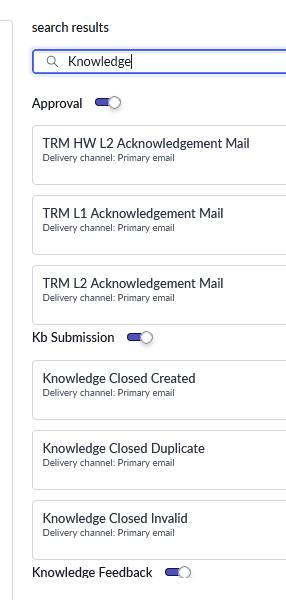 search results
Knowledge
Approval
TRM HW L2 Acknowledgement Mail
Delivery channel: Primary email
TRM L1 Acknowledgement Mail
Delivery channel: Primary email
TRM L2 Acknowledgement Mail
Delivery channel: Primary email
Kb Submission
Knowledge Closed Created
Delivery channel: Primary email
Knowledge Closed Duplicate
Delivery channel: Primary email
Knowledge Closed Invalid
Delivery channel: Primary email
Knowledge Feedback